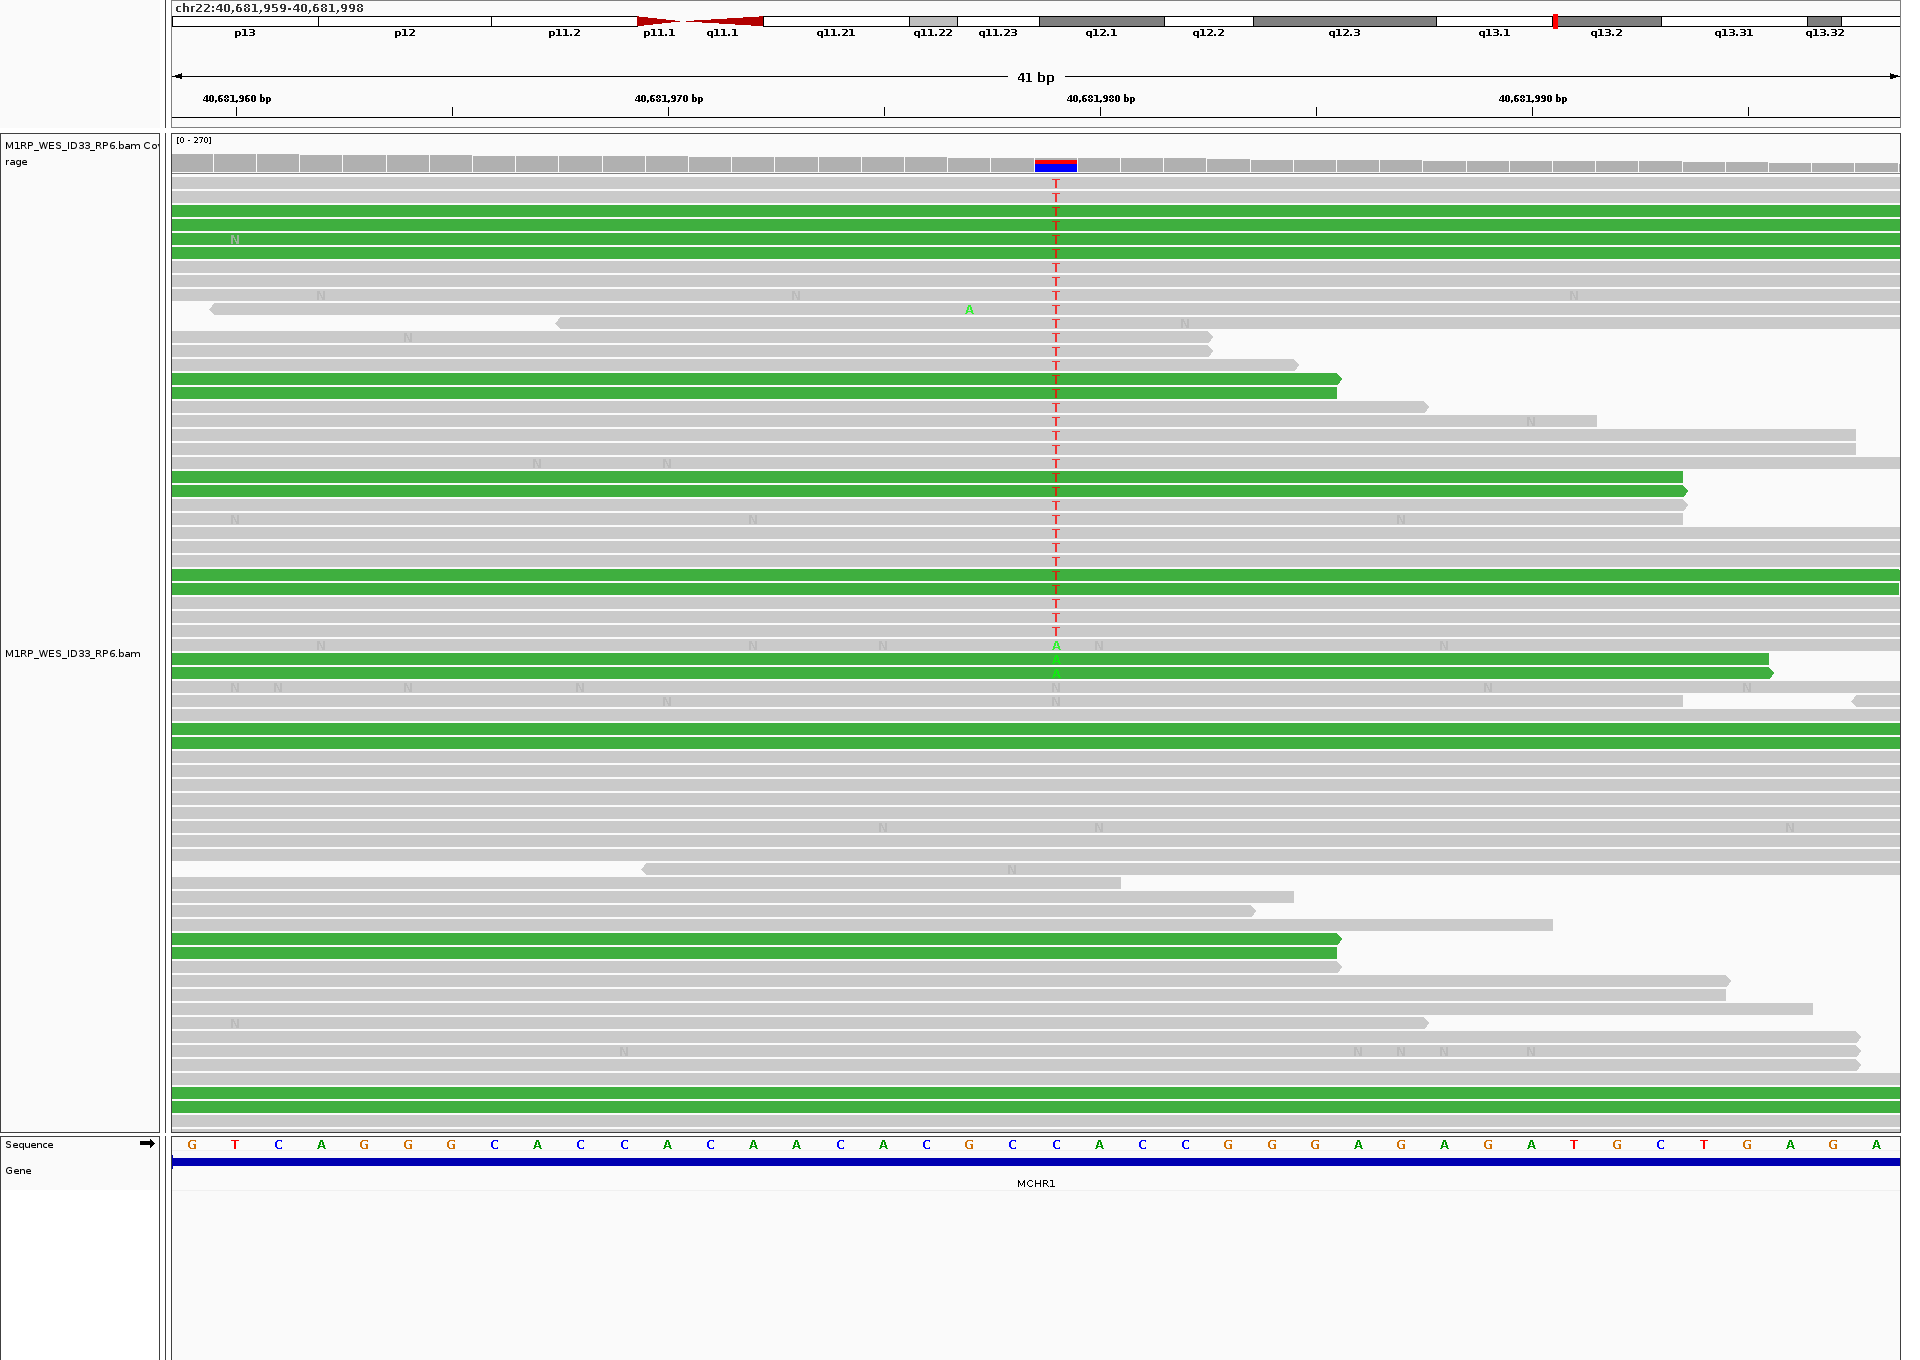 chr22:40,681,959-40,681,998
p13 p12 p11.2 p11.1 q11.1 q11.21 q11.22 q11.23 q12.1 q12.2 q12.3 q13.1 q13.2 q13.31 q13.32
41 bp
40,681,960 bp 40,681,970 bp 40,681,980 bp 40,681,990 bp
[0 - 270]
M1RP_WES_ID33_RP6.bam Co
rage
T
T
T
T
N T
T
T
T
N N T N
A T
T N
N T
T
T
T
T
T
T N
T
T
N N T
T
T
T
N N T N
T
T
T
T
T
T
T
T
N N N A N N
M1RP_WES_ID33_RP6.bam A
A
N N N N N N N
N N
N N N
N
N
N N N N N
Sequence G T C A G G G C A C C A C A A C A C G C C A C C G G G A G A G A T G C T G A G A
Gene
MCHR1